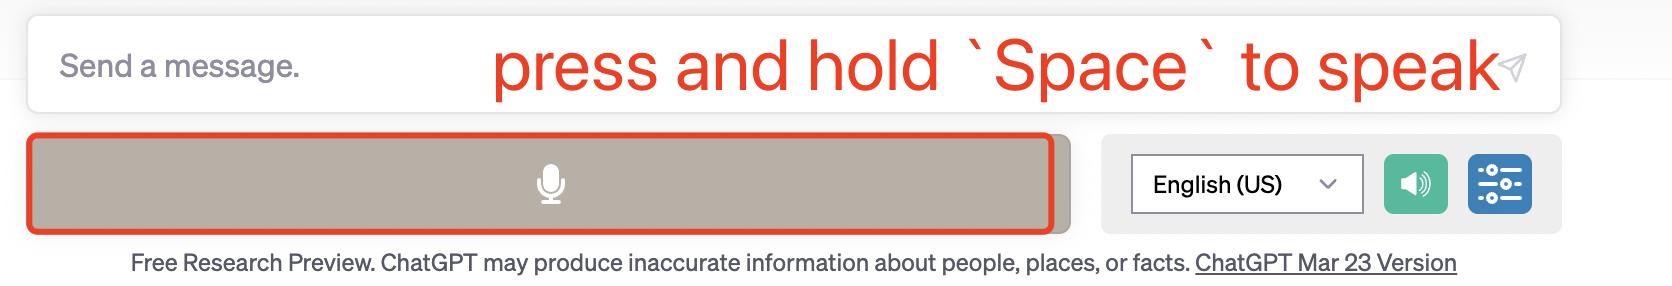 Send a message.
press and hold `Space` to speak
English (US)
Free Research Preview. ChatGPT may produce inaccurate information about people, places, or facts. ChatGPT Mar 23 Version